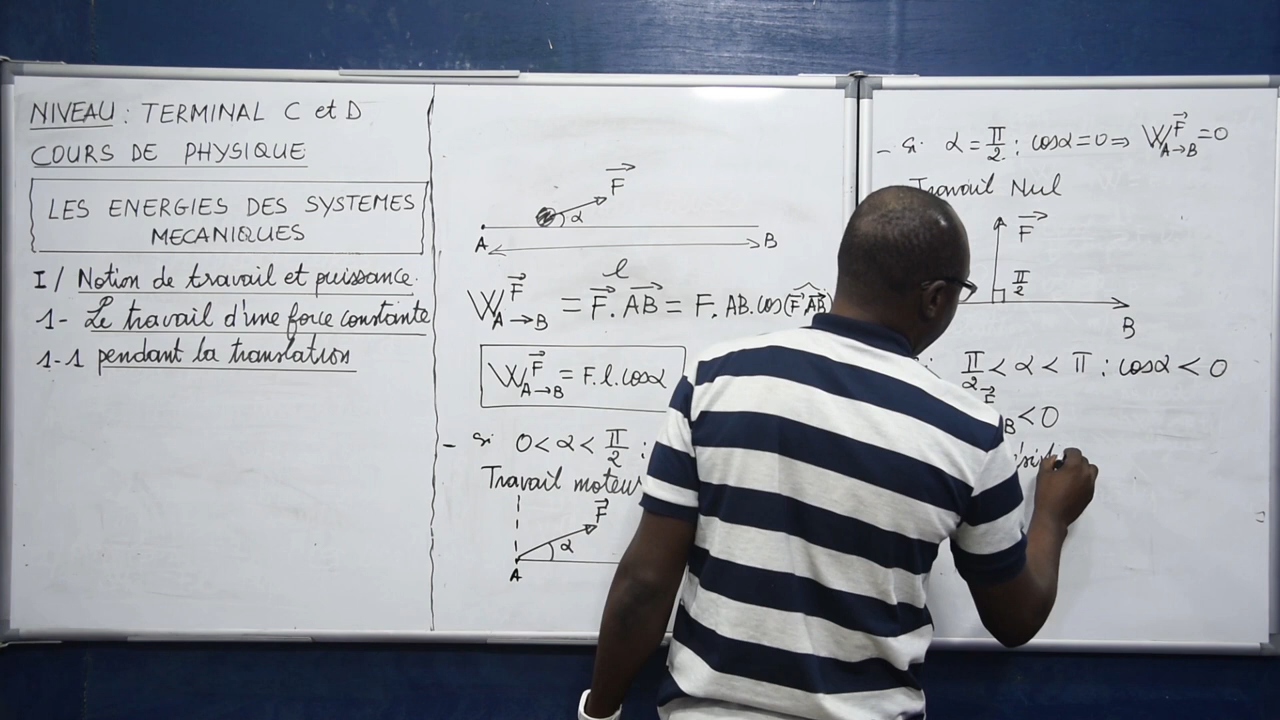 NIVEAU : TERMINAL C et D
COURS DE PHYSIQUE
LES ENERGIES DES SYSTEMES
MECANIQUES
I / Notion de travail et puissance.
1- Le travail d'une force constante
1-1 pendant la translation
F⃗
α
A B
l
W A→B F⃗ = F⃗. AB⃗ = F. AB. cos(F⃗, AB⃗)
W A→B F⃗ = F. l. cosα
- Si 0 < α < π/2 :
Travail moteur
F⃗
α
A
- Si α = π/2 : cosα = 0 ⇒ W A→B F⃗ = 0
Travail Nul
F⃗
π/2
B
π/2 < α < π : cosα < 0
B < 0